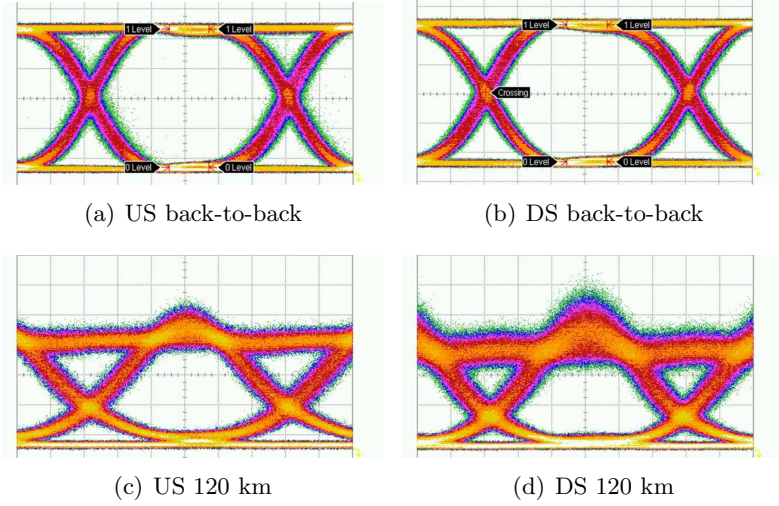 1 Level 1 Level
0 Level 0 Level
(a) US back-to-back
1 Level 1 Level
Crossing
0 Level 0 Level
(b) DS back-to-back
(c) US 120 km
(d) DS 120 km